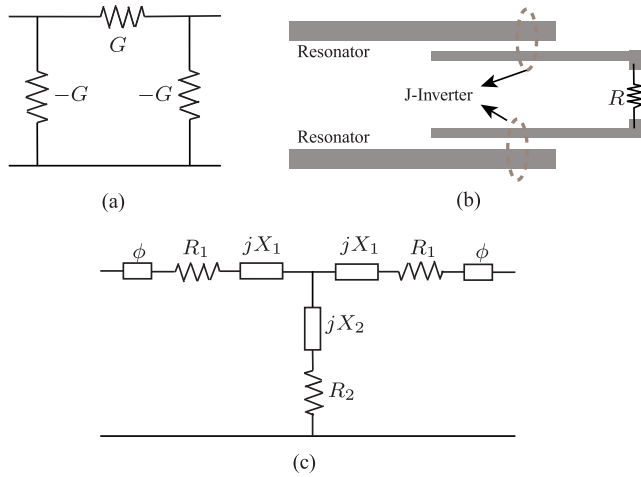 G
-G
-G
(a)
Resonator
J-Inverter
R
Resonator
(b)
ϕ
R₁
jX₁
jX₁
R₁
ϕ
jX₂
R₂
(c)